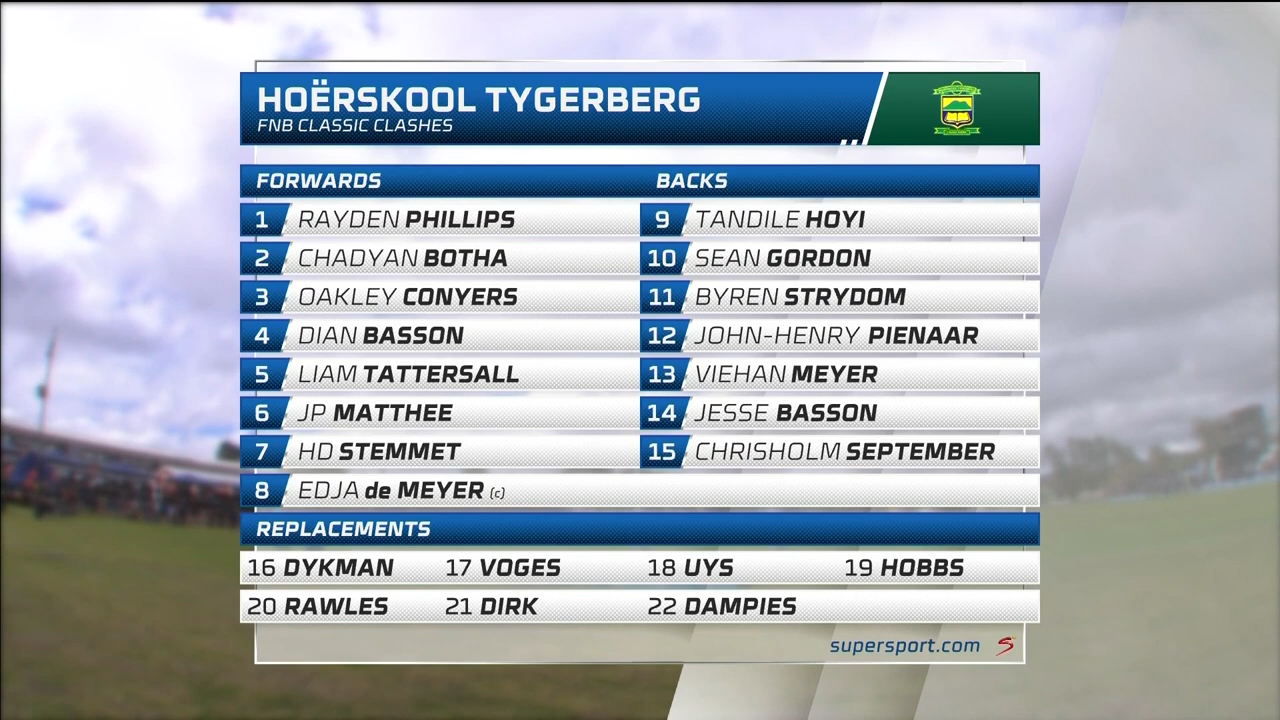 HOËRSKOOL TYGERBERG
FNB CLASSIC CLASHES
FORWARDS BACKS
1 RAYDEN PHILLIPS 9 TANDILE HOYI
2 CHADYAN BOTHA 10 SEAN GORDON
3 OAKLEY CONYERS 11 BYREN STRYDOM
4 DIAN BASSON 12 JOHN-HENRY PIENAAR
5 LIAM TATTERSALL 13 VIEHAN MEYER
6 JP MATTHEE 14 JESSE BASSON
7 HD STEMMET 15 CHRISHOLM SEPTEMBER
8 EDJA de MEYER (c)
REPLACEMENTS
16 DYKMAN 17 VOGES 18 UYS 19 HOBBS
20 RAWLES 21 DIRK 22 DAMPIES
supersport.com S